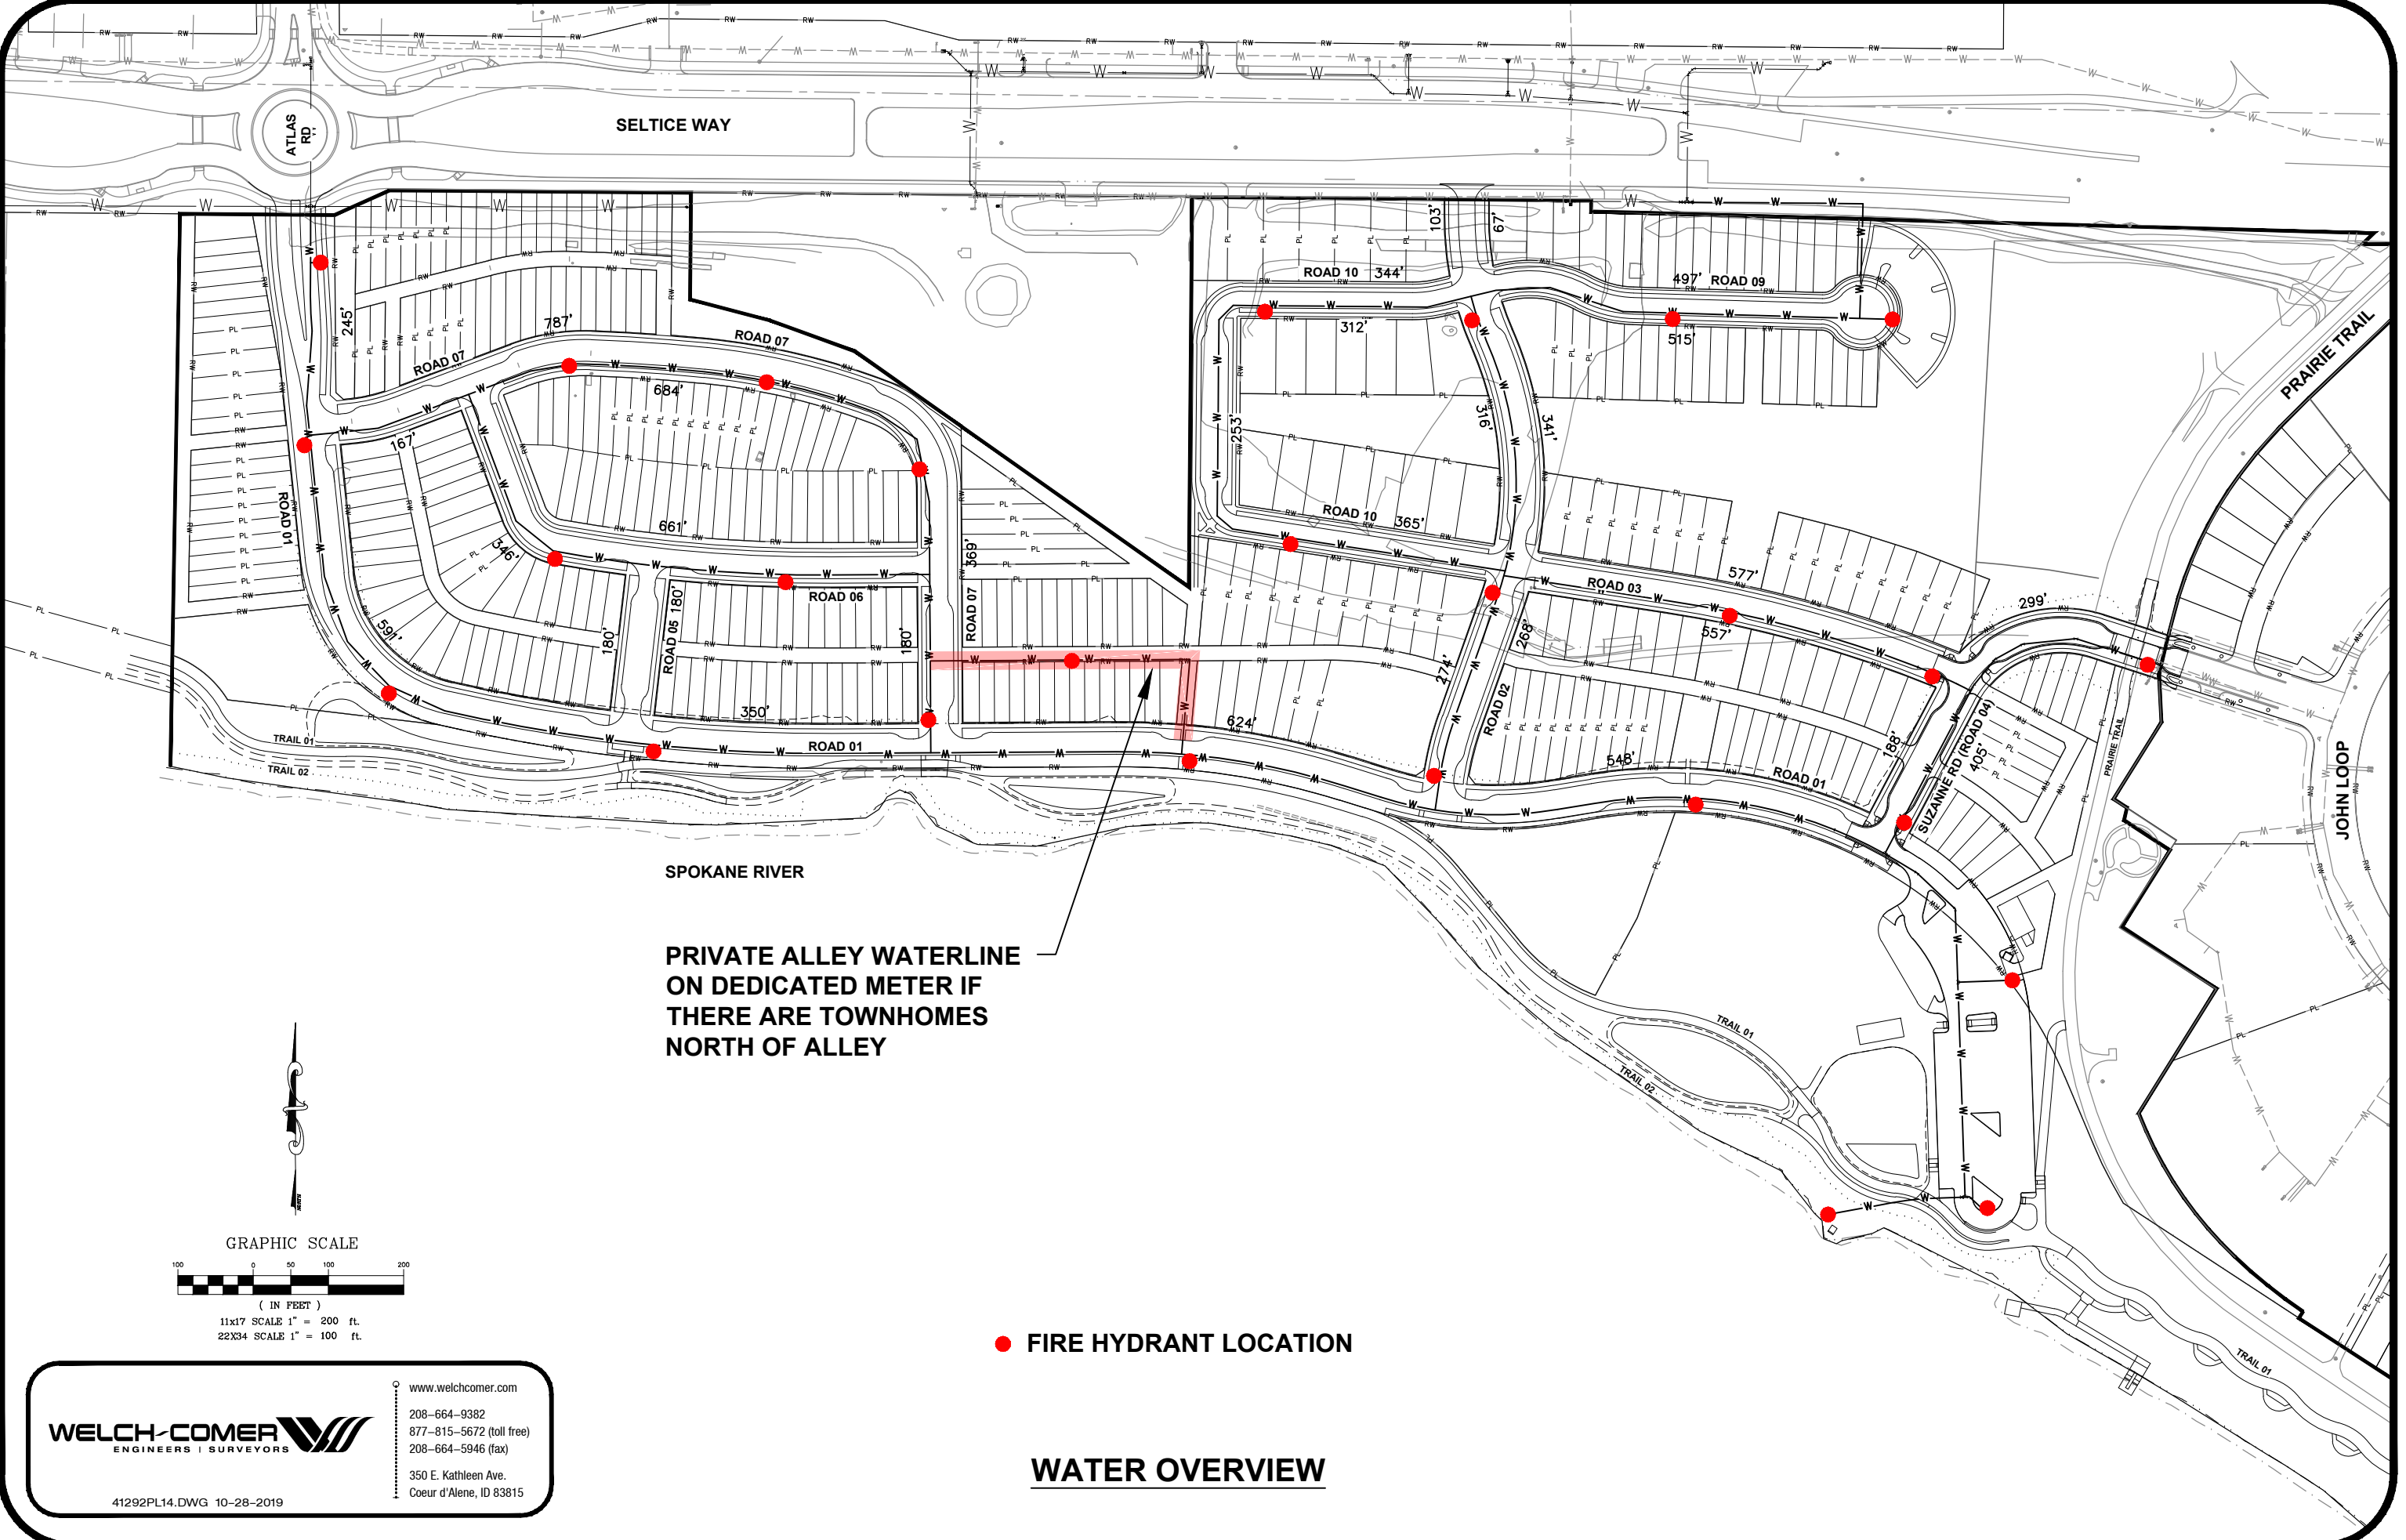 SELTICE WAY
ATLAS
RD
ROAD 10 344'
103'
67'
497' ROAD 09
515'
312'
245'
787'
ROAD 07
ROAD 07
684'
167'
316'
341'
253'
PRAIRIE TRAIL
ROAD 01
661'
346'
369'
ROAD 10 365'
577'
ROAD 03
557'
299'
ROAD 06
591'
180'
ROAD 05 180'
180'
ROAD 07
268'
274'
ROAD 02
350'
624'
548'
ROAD 01
188'
SUZANNE RD (ROAD 04)
405'
PRAIRIE TRAIL
JOHN LOOP
TRAIL 01
TRAIL 02
ROAD 01
SPOKANE RIVER
PRIVATE ALLEY WATERLINE
ON DEDICATED METER IF
THERE ARE TOWNHOMES
NORTH OF ALLEY
TRAIL 01
TRAIL 02
TRAIL 01
GRAPHIC SCALE
100 0 50 100 200
( IN FEET )
11x17 SCALE 1" = 200 ft.
22X34 SCALE 1" = 100 ft.
FIRE HYDRANT LOCATION
WATER OVERVIEW
WELCH-COMER
ENGINEERS | SURVEYORS
www.welchcomer.com
208-664-9382
877-815-5672 (toll free)
208-664-5946 (fax)
350 E. Kathleen Ave.
Coeur d'Alene, ID 83815
41292PL14.DWG 10-28-2019